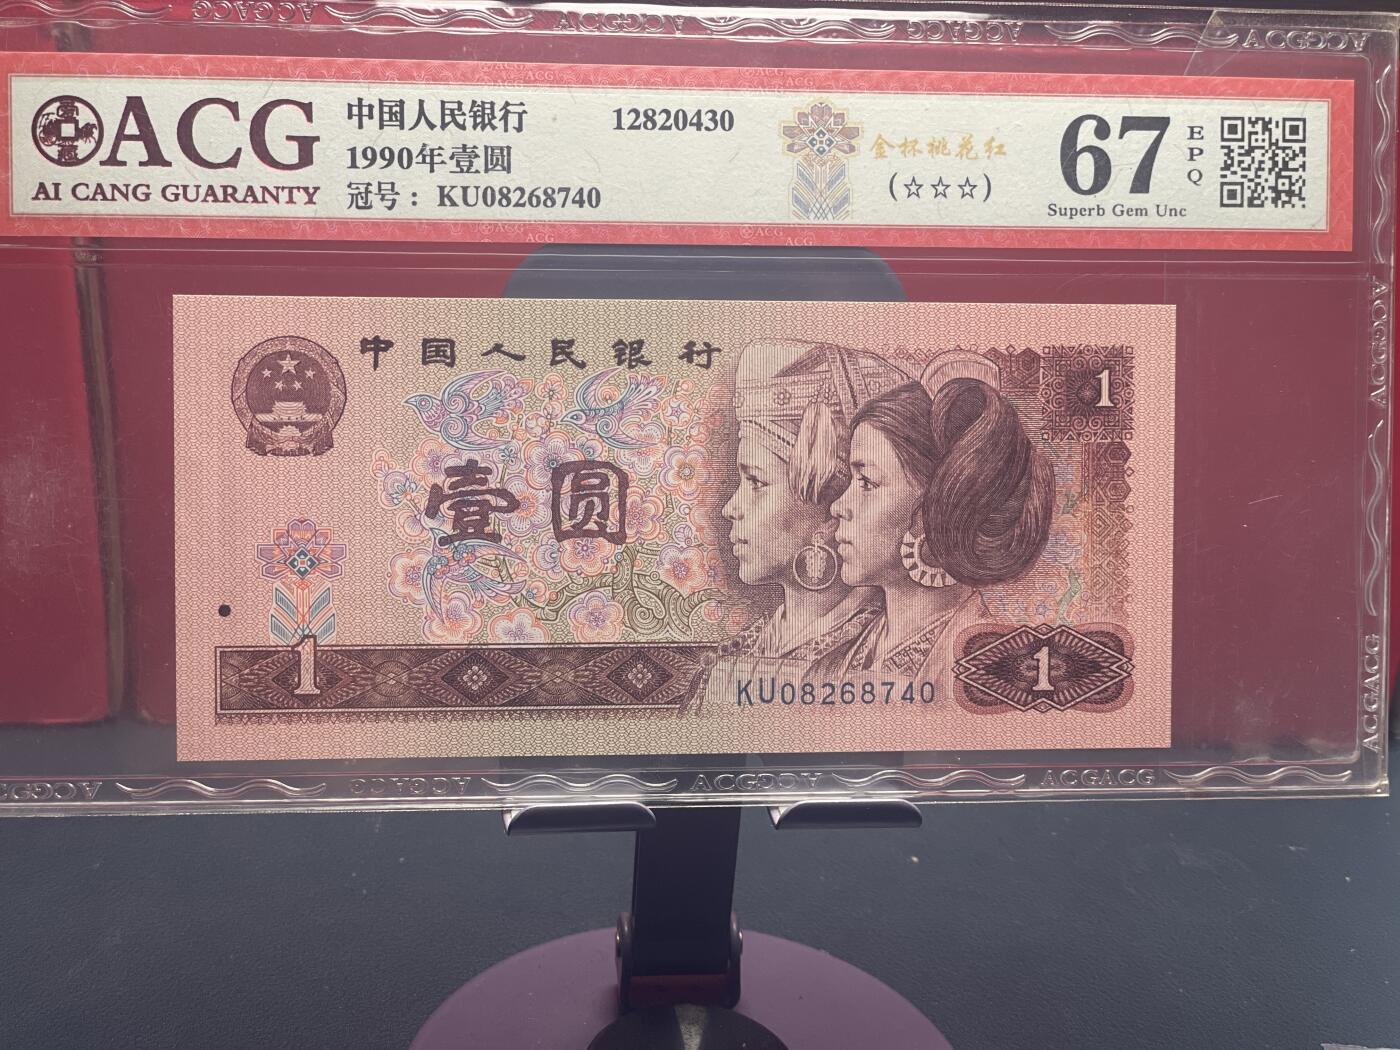 ACG
AI CANG GUARANTY
中国人民银行 12820430
1990年壹圆
冠号： KU08268740
金杯桃花红
(☆☆☆)
67
EPQ
Superb Gem Unc
中国人民银行
1
壹圆
1
KU08268740
1
ACGACG
ACGACG